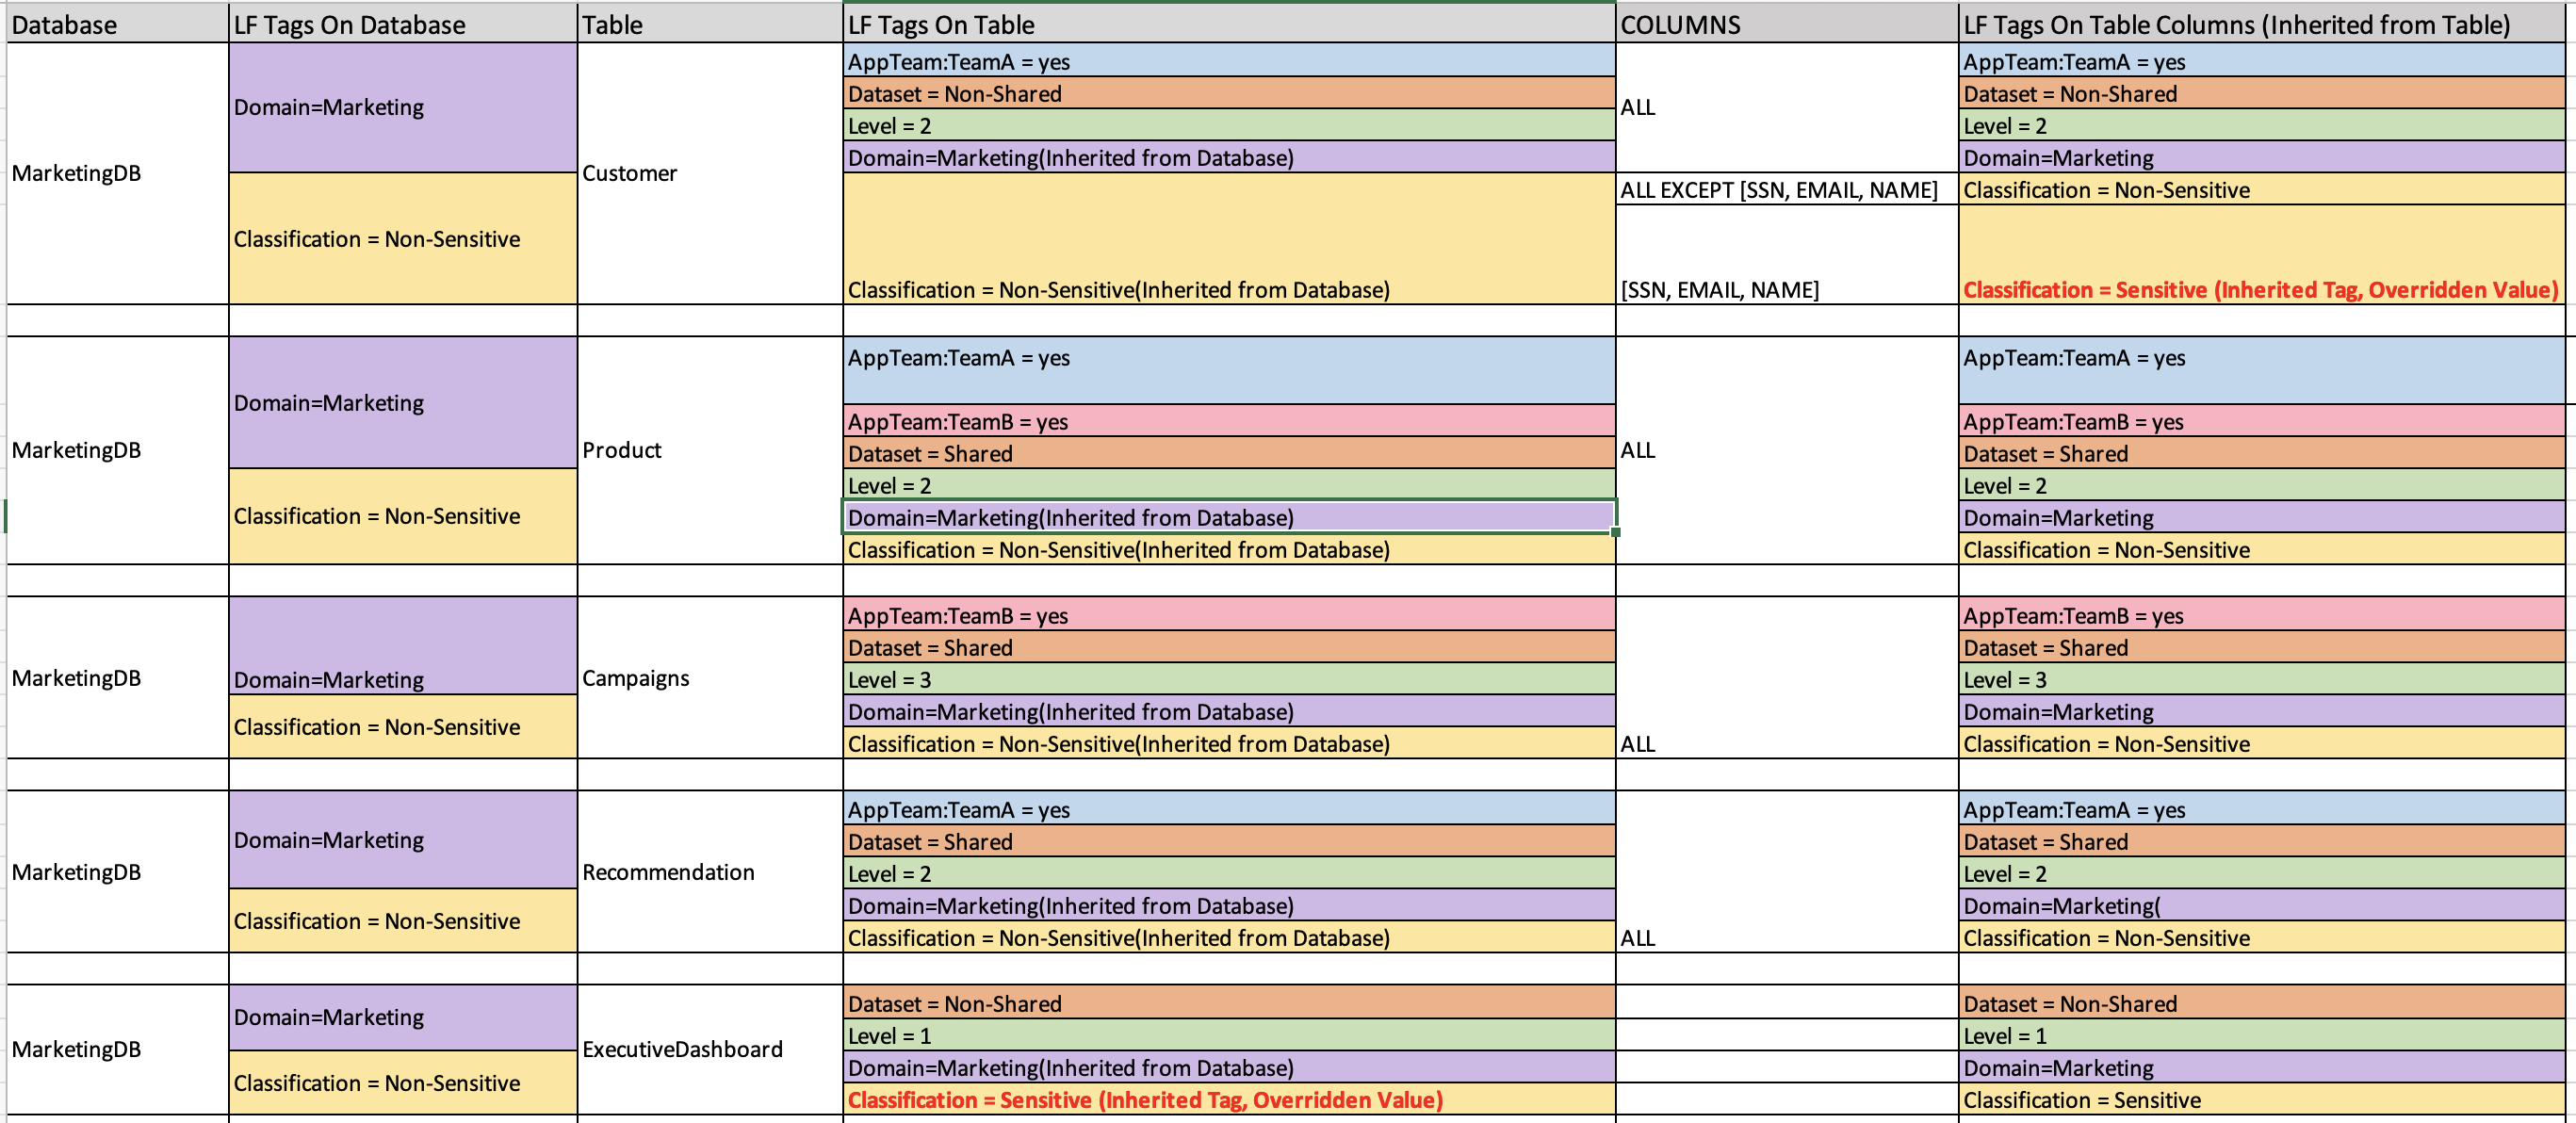 Database
LF Tags On Database
Table
LF Tags On Table
COLUMNS
LF Tags On Table Columns (Inherited from Table)
MarketingDB
Domain=Marketing
Classification = Non-Sensitive
Customer
AppTeam:TeamA = yes
Dataset = Non-Shared
Level = 2
Domain=Marketing(Inherited from Database)
Classification = Non-Sensitive(Inherited from Database)
ALL
ALL EXCEPT [SSN, EMAIL, NAME]
[SSN, EMAIL, NAME]
AppTeam:TeamA = yes
Dataset = Non-Shared
Level = 2
Domain=Marketing
Classification = Non-Sensitive
Classification = Sensitive (Inherited Tag, Overridden Value)
MarketingDB
Domain=Marketing
Classification = Non-Sensitive
Product
AppTeam:TeamA = yes
AppTeam:TeamB = yes
Dataset = Shared
Level = 2
Domain=Marketing(Inherited from Database)
Classification = Non-Sensitive(Inherited from Database)
ALL
AppTeam:TeamA = yes
AppTeam:TeamB = yes
Dataset = Shared
Level = 2
Domain=Marketing
Classification = Non-Sensitive
MarketingDB
Domain=Marketing
Classification = Non-Sensitive
Campaigns
AppTeam:TeamB = yes
Dataset = Shared
Level = 3
Domain=Marketing(Inherited from Database)
Classification = Non-Sensitive(Inherited from Database)
ALL
AppTeam:TeamB = yes
Dataset = Shared
Level = 3
Domain=Marketing
Classification = Non-Sensitive
MarketingDB
Domain=Marketing
Classification = Non-Sensitive
Recommendation
AppTeam:TeamA = yes
Dataset = Shared
Level = 2
Domain=Marketing(Inherited from Database)
Classification = Non-Sensitive(Inherited from Database)
ALL
AppTeam:TeamA = yes
Dataset = Shared
Level = 2
Domain=Marketing(
Classification = Non-Sensitive
MarketingDB
Domain=Marketing
Classification = Non-Sensitive
ExecutiveDashboard
Dataset = Non-Shared
Level = 1
Domain=Marketing(Inherited from Database)
Classification = Sensitive (Inherited Tag, Overridden Value)
Dataset = Non-Shared
Level = 1
Domain=Marketing
Classification = Sensitive